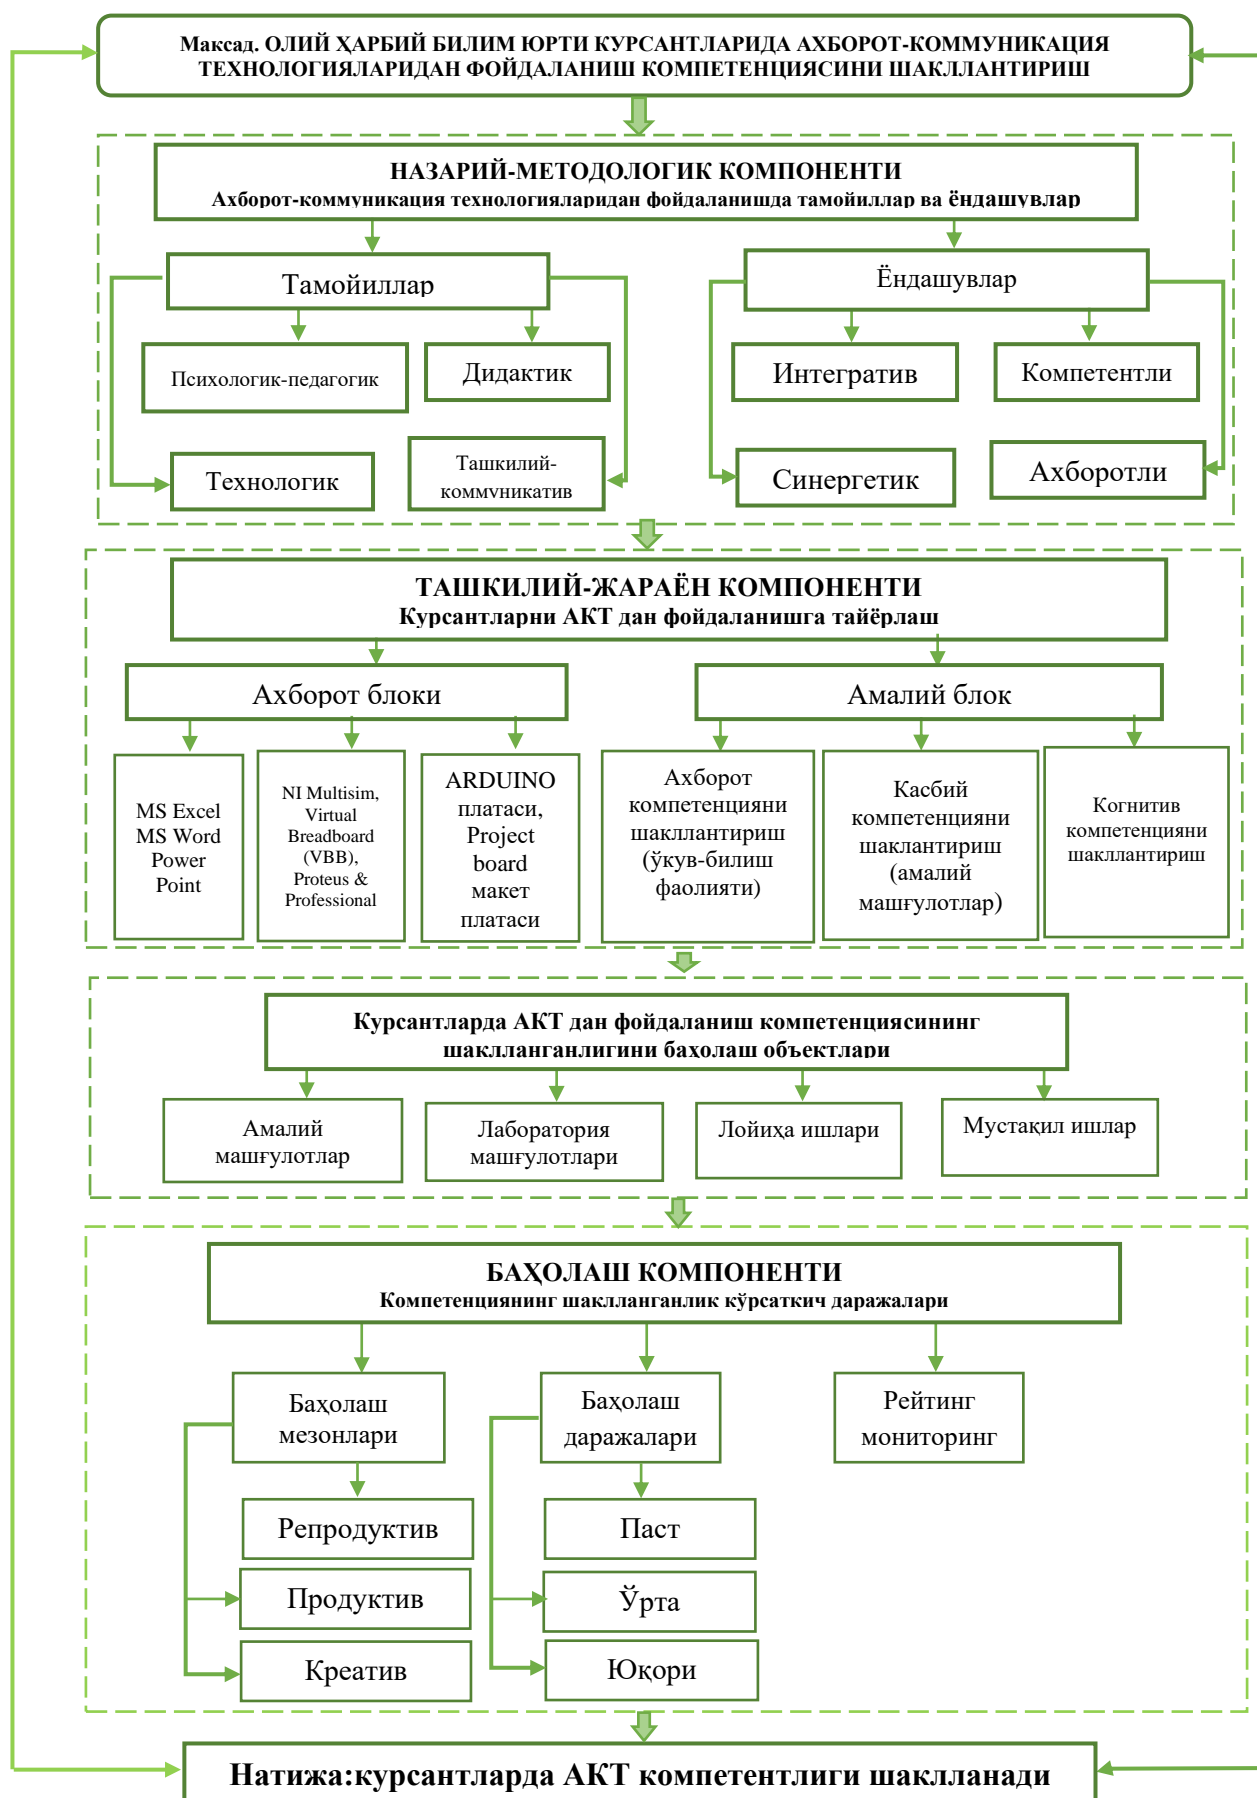 Максад. ОЛИЙ ҲАРБИЙ БИЛИМ ЮРТИ КУРСАНТЛАРИДА АХБОРОТ-КОММУНИКАЦИЯ
ТЕХНОЛОГИЯЛАРИДАН ФОЙДАЛАНИШ КОМПЕТЕНЦИЯСИНИ ШАКЛЛАНТИРИШ
НАЗАРИЙ-МЕТОДОЛОГИК КОМПОНЕНТИ
Ахборот-коммуникация технологияларидан фойдаланишда тамойиллар ва ёндашувлар
Тамойиллар
Ёндашувлар
Психологик-педагогик
Дидактик
Интегратив
Компетентли
Технологик
Ташкилий-
коммуникатив
Синергетик
Ахборотли
ТАШКИЛИЙ-ЖАРАЁН КОМПОНЕНТИ
Курсантларни АКТ дан фойдаланишга тайёрлаш
Ахборот блоки
Амалий блок
MS Excel
MS Word
Power
Point
NI Multisim,
Virtual
Breadboard
(VBB),
Proteus &
Professional
ARDUINO
платаси,
Project
board
макет
платаси
Ахборот
компетенцияни
шакллантириш
(ўкув-билиш
фаолияти)
Касбий
компетенцияни
шаклантириш
(амалий
машғулотлар)
Когнитив
компетенцияни
шакллантириш
Курсантларда АКТ дан фойдаланиш компетенциясининг
шаклланганлигини баҳолаш объектлари
Амалий
машғулотлар
Лаборатория
машғулотлари
Лойиҳа ишлари
Мустақил ишлар
БАҲОЛАШ КОМПОНЕНТИ
Компетенциянинг шаклланганлик кўрсаткич даражалари
Баҳолаш
мезонлари
Баҳолаш
даражалари
Рейтинг
мониторинг
Репродуктив
Паст
Продуктив
Ўрта
Креатив
Юқори
Натижа:курсантларда АКТ компетентлиги шаклланади